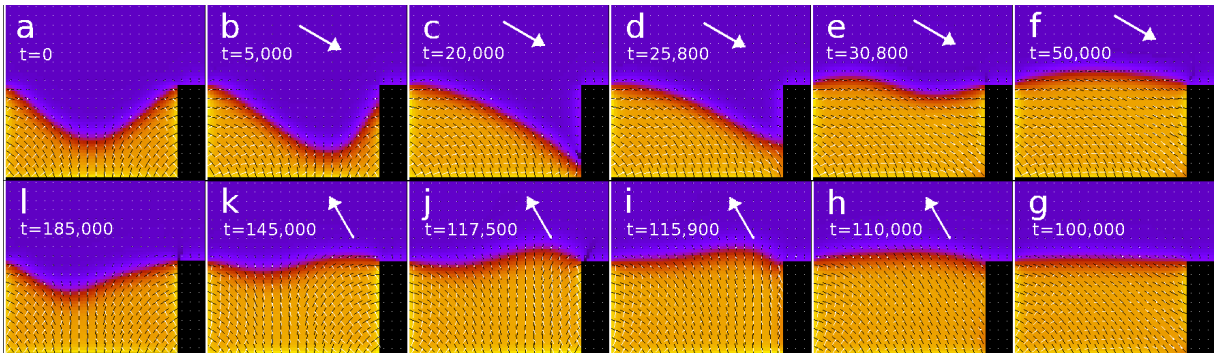 a
t=0
b
t=5,000
c
t=20,000
d
t=25,800
e
t=30,800
f
t=50,000
l
t=185,000
k
t=145,000
j
t=117,500
i
t=115,900
h
t=110,000
g
t=100,000